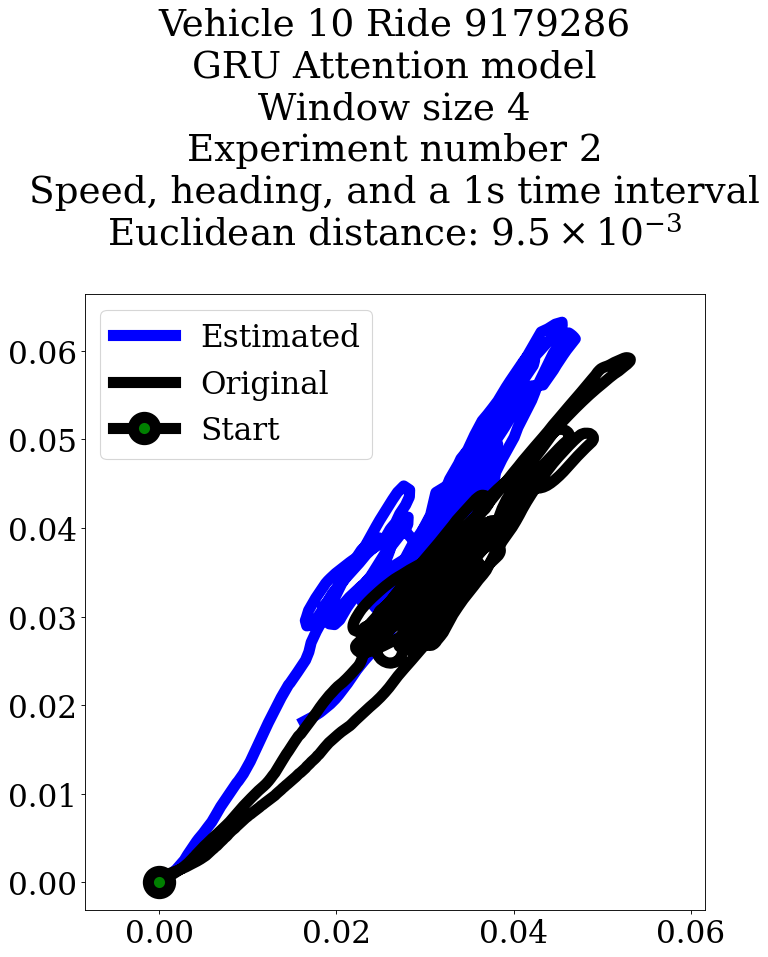 Vehicle 10 Ride 9179286
GRU Attention model
Window size 4
Experiment number 2
Speed, heading, and a 1s time interval
Euclidean distance: 9.5 × 10⁻³
Estimated
Original
Start
0.06
0.05
0.04
0.03
0.02
0.01
0.00
0.00 0.02 0.04 0.06